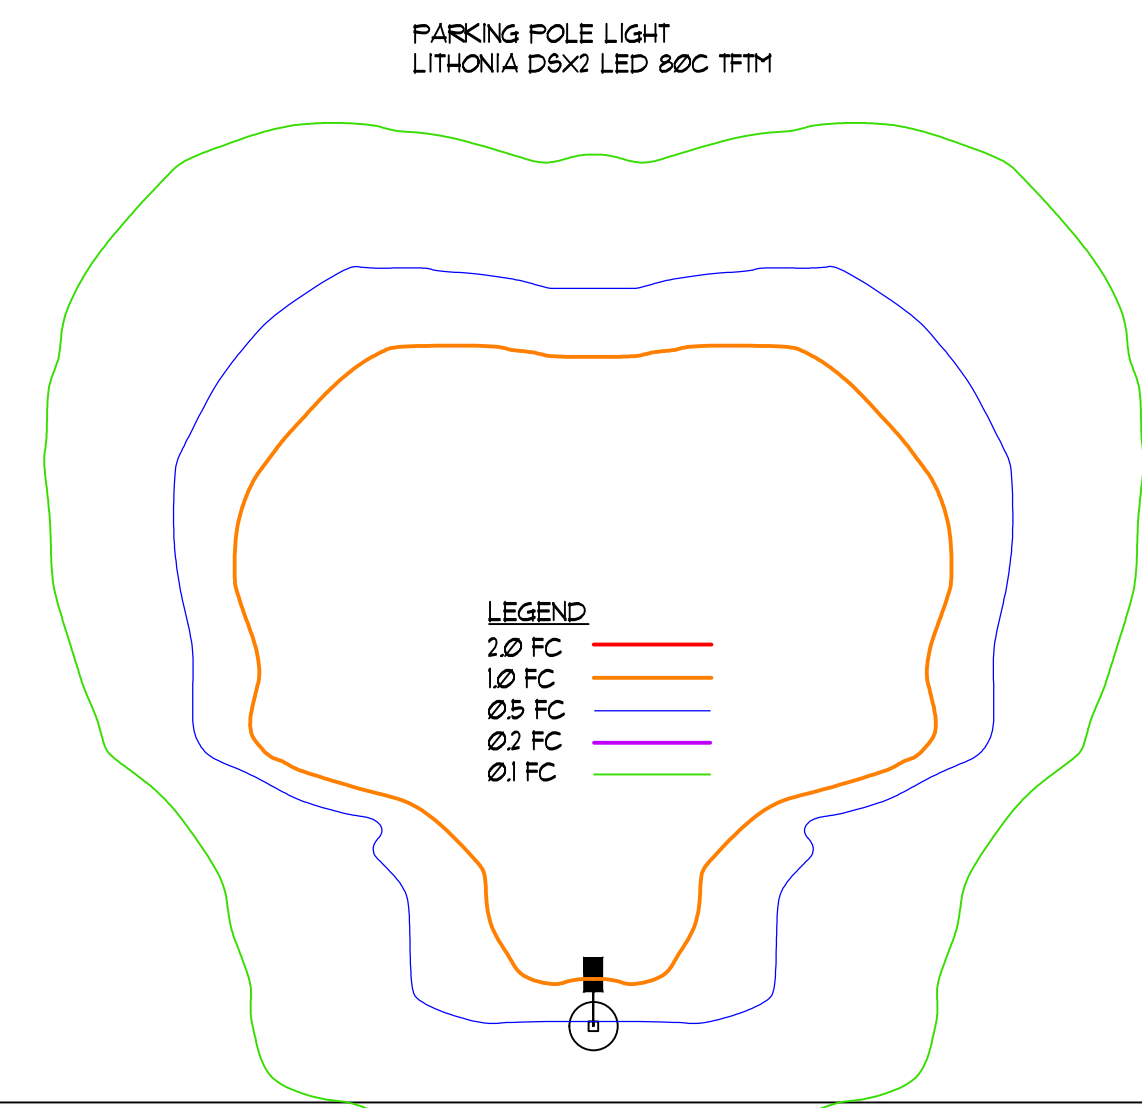 PARKING POLE LIGHT
LITHONIA DSX2 LED 80C TFTM
LEGEND
2.0 FC
1.0 FC
0.5 FC
0.2 FC
0.1 FC